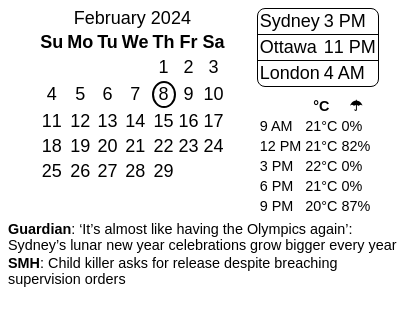 February 2024
Su Mo Tu We Th Fr Sa
1 2 3
4 5 6 7 8 9 10
11 12 13 14 15 16 17
18 19 20 21 22 23 24
25 26 27 28 29
Sydney 3 PM
Ottawa 11 PM
London 4 AM
°C ☂
9 AM 21°C 0%
12 PM 21°C 82%
3 PM 22°C 0%
6 PM 21°C 0%
9 PM 20°C 87%
Guardian: ‘It’s almost like having the Olympics again’:
Sydney’s lunar new year celebrations grow bigger every year
SMH: Child killer asks for release despite breaching
supervision orders